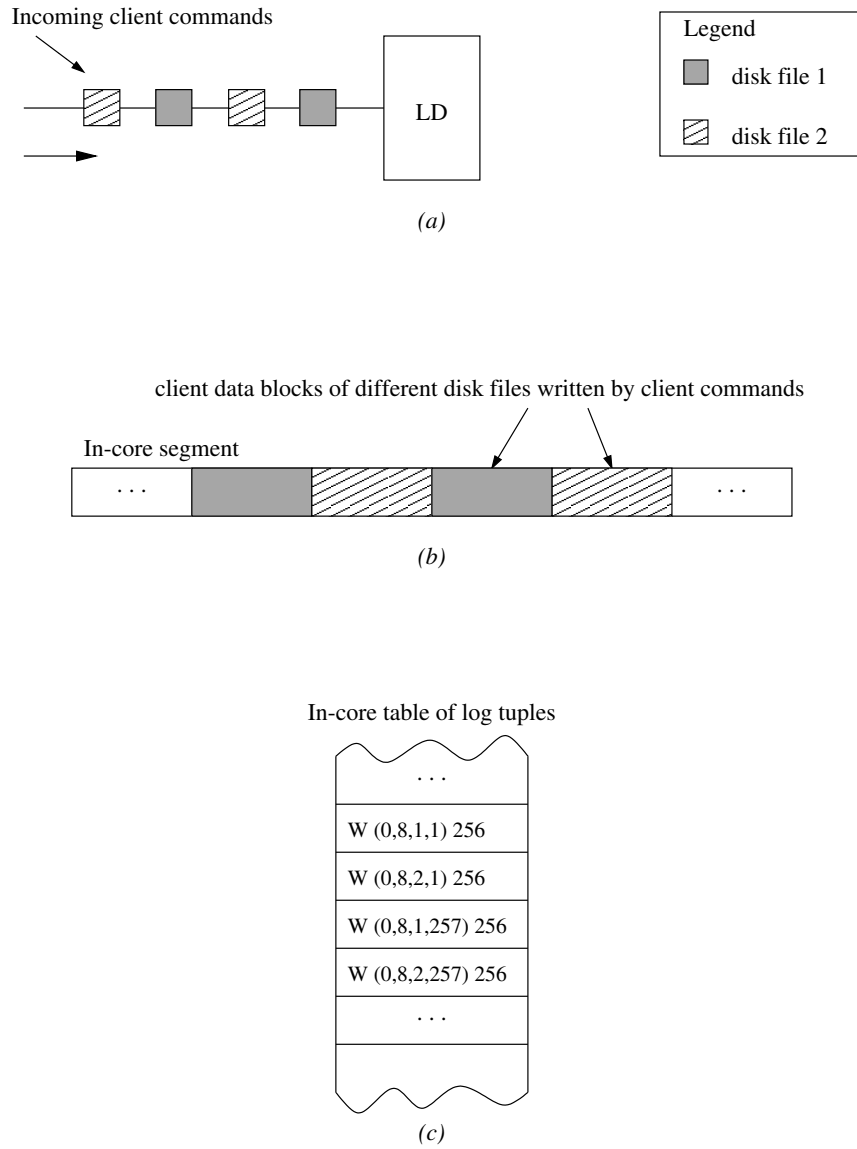 Incoming client commands
LD
Legend
disk file 1
disk file 2
(a)
client data blocks of different disk files written by client commands
In-core segment
. . .
. . .
(b)
In-core table of log tuples
. . .
W (0,8,1,1) 256
W (0,8,2,1) 256
W (0,8,1,257) 256
W (0,8,2,257) 256
. . .
(c)